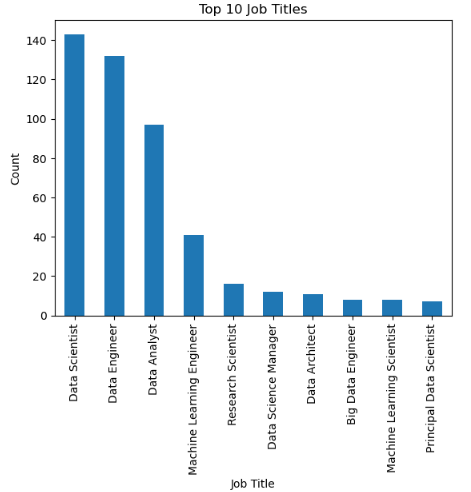 Top 10 Job Titles
140
120
100
80
60
40
20
0
Count
Data Scientist
Data Engineer
Data Analyst
Machine Learning Engineer
Research Scientist
Data Science Manager
Data Architect
Big Data Engineer
Machine Learning Scientist
Principal Data Scientist
Job Title